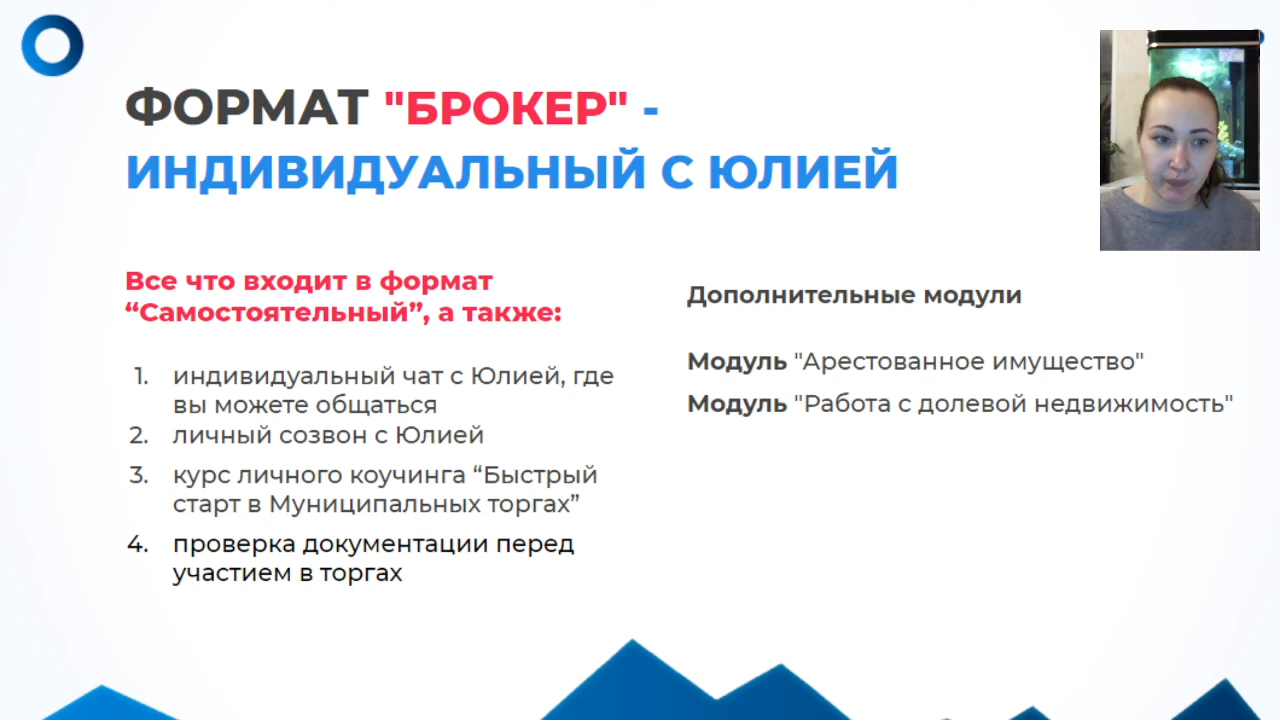 ФОРМАТ "БРОКЕР" -
ИНДИВИДУАЛЬНЫЙ С ЮЛИЕЙ
Все что входит в формат
“Самостоятельный”, а также:
1. индивидуальный чат с Юлией, где
вы можете общаться
2. личный созвон с Юлией
3. курс личного коучинга “Быстрый
старт в Муниципальных торгах”
4. проверка документации перед
участием в торгах
Дополнительные модули
Модуль "Арестованное имущество"
Модуль "Работа с долевой недвижимость"